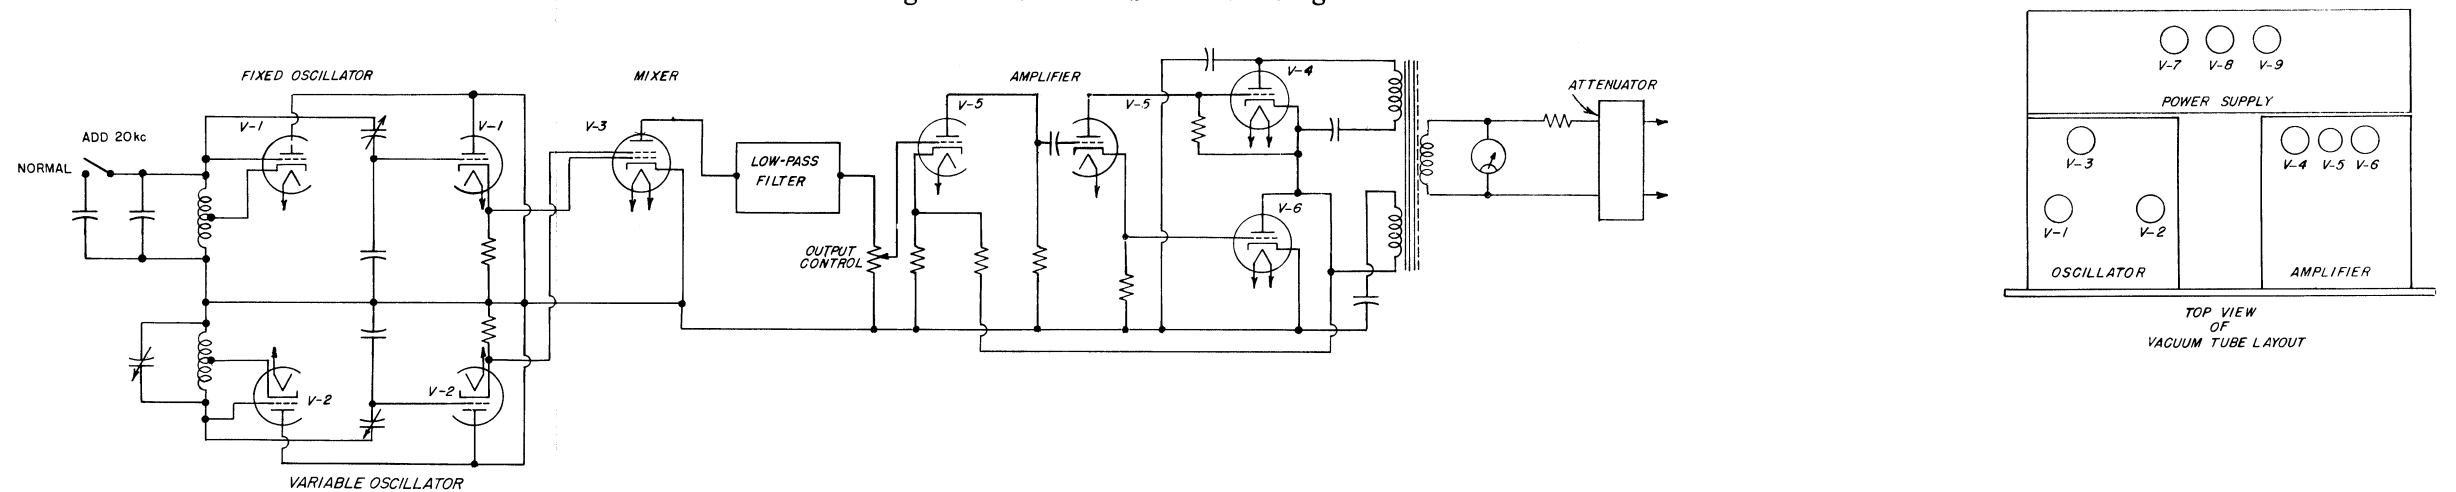 FIXED OSCILLATOR
MIXER
AMPLIFIER
ADD 20kc
NORMAL
V-1
V-1
V-3
V-5
V-5
V-4
ATTENUATOR
LOW-PASS
FILTER
OUTPUT
CONTROL
V-6
V-2
V-2
VARIABLE OSCILLATOR
V-7
V-8
V-9
POWER SUPPLY
V-3
V-4
V-5
V-6
V-1
V-2
OSCILLATOR
AMPLIFIER
TOP VIEW
OF
VACUUM TUBE LAYOUT